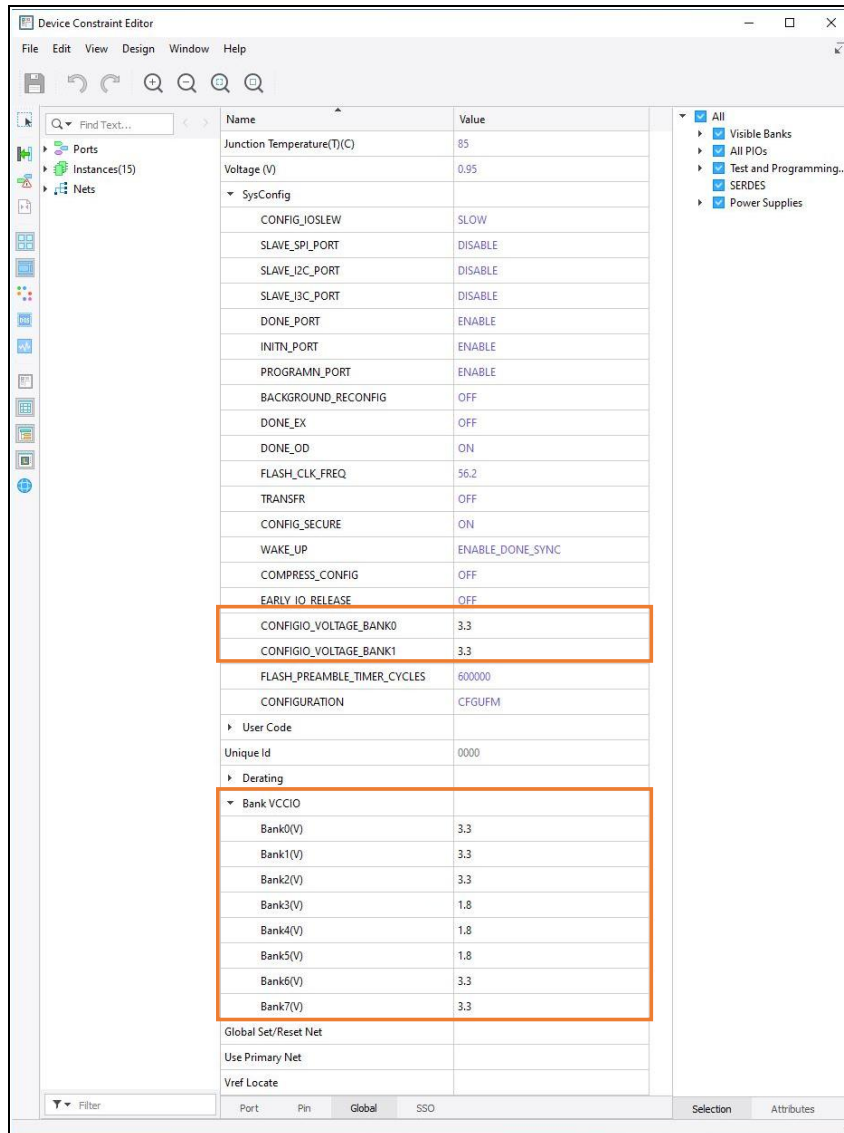 Device Constraint Editor
File Edit View Design Window Help
Find Text...
Ports
Instances(15)
Nets
Filter
Name Value
Junction Temperature(T)(C) 85
Voltage (V) 0.95
SysConfig
CONFIG_IOSLEW SLOW
SLAVE_SPI_PORT DISABLE
SLAVE_I2C_PORT DISABLE
SLAVE_I3C_PORT DISABLE
DONE_PORT ENABLE
INITN_PORT ENABLE
PROGRAMN_PORT ENABLE
BACKGROUND_RECONFIG OFF
DONE_EX OFF
DONE_OD ON
FLASH_CLK_FREQ 56.2
TRANSFR OFF
CONFIG_SECURE ON
WAKE_UP ENABLE_DONE_SYNC
COMPRESS_CONFIG OFF
EARLY_IO_RELEASE OFF
CONFIGIO_VOLTAGE_BANK0 3.3
CONFIGIO_VOLTAGE_BANK1 3.3
FLASH_PREAMBLE_TIMER_CYCLES 600000
CONFIGURATION CFGUFM
User Code
Unique Id 0000
Derating
Bank VCCIO
Bank0(V) 3.3
Bank1(V) 3.3
Bank2(V) 3.3
Bank3(V) 1.8
Bank4(V) 1.8
Bank5(V) 1.8
Bank6(V) 3.3
Bank7(V) 3.3
Global Set/Reset Net
Use Primary Net
Vref Locate
Port Pin Global SSO
All
Visible Banks
All PIOs
Test and Programming..
SERDES
Power Supplies
Selection Attributes